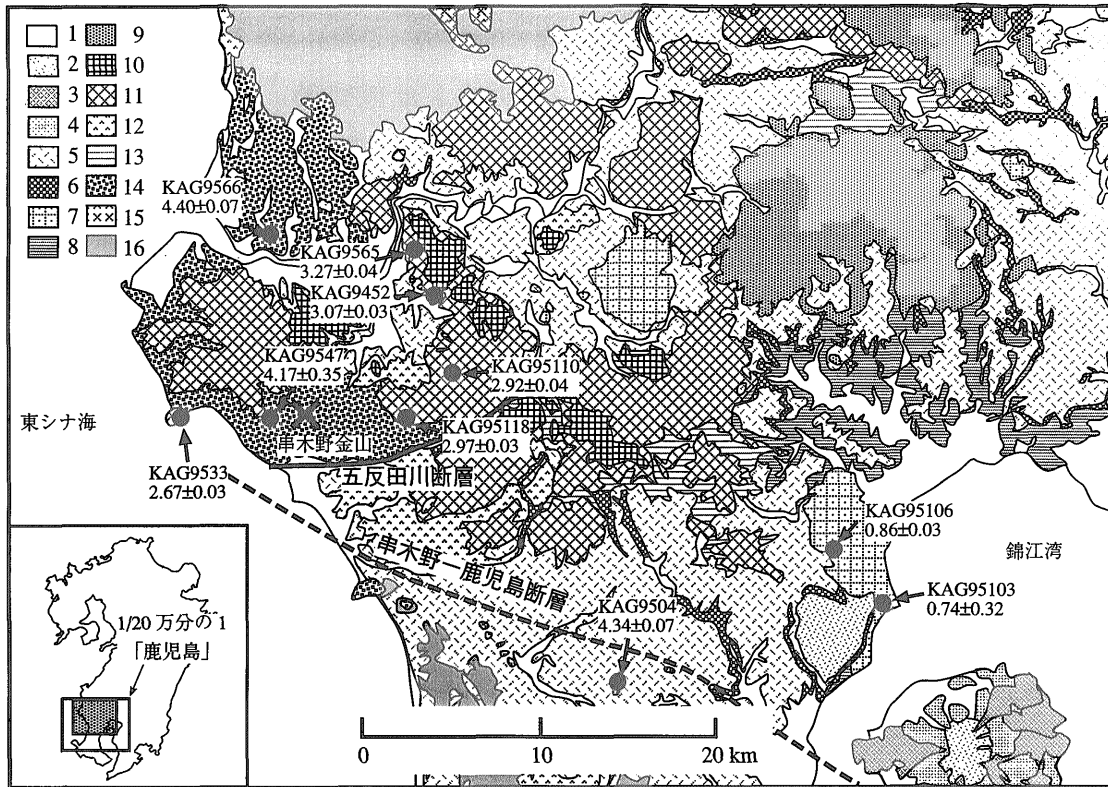 1 9
2 10
3 11
4 12
5 13
6 14
7 15
8 16
KAG9566
4.40±0.07
KAG9565
3.27±0.04
KAG9452
3.07±0.03
KAG9547
4.17±0.35
KAG95110
2.92±0.04
東シナ海
串木野金山
KAG95118
2.97±0.03
KAG9533
2.67±0.03
五反田川断層
KAG95106
0.86±0.03
錦江湾
串木野ー鹿児島断層
KAG95103
0.74±0.32
KAG9504
4.34±0.07
1/20 万分の 1
「鹿児島」
0 10 20 km